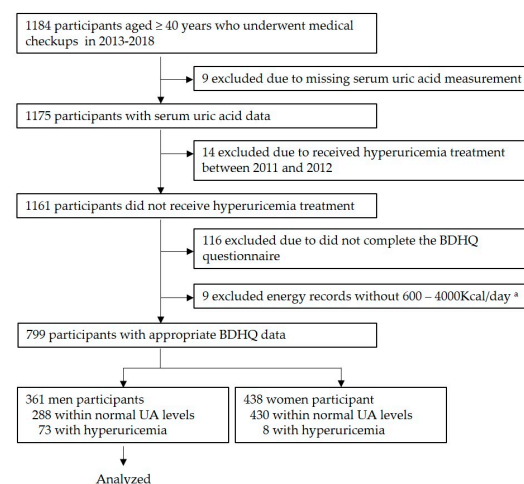 1184 participants aged ≥ 40 years who underwent medical
checkups in 2013-2018
9 excluded due to missing serum uric acid measurement
1175 participants with serum uric acid data
14 excluded due to received hyperuricemia treatment
between 2011 and 2012
1161 participants did not receive hyperuricemia treatment
116 excluded due to did not complete the BDHQ
questionnaire
9 excluded energy records without 600 – 4000Kcal/day ª
799 participants with appropriate BDHQ data
361 men participants
288 within normal UA levels
73 with hyperuricemia
438 women participant
430 within normal UA levels
8 with hyperuricemia
Analyzed